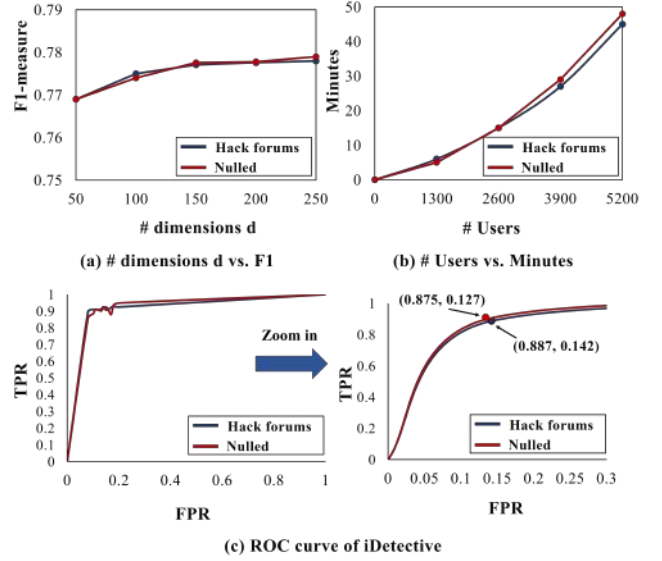 0.79
0.78
0.77
0.76
0.75
F1-measure
Hack forums
Nulled
50 100 150 200 250
# dimensions d
(a) # dimensions d vs. F1
50
40
30
20
10
0
Minutes
Hack forums
Nulled
0 1300 2600 3900 5200
# Users
(b) # Users vs. Minutes
1
0.9
0.8
0.7
0.6
0.5
0.4
0.3
0.2
0.1
0
TPR
Hack forums
Nulled
0 0.2 0.4 0.6 0.8 1
FPR
Zoom in
1
0.8
0.6
0.4
0.2
0
TPR
(0.875, 0.127)
(0.887, 0.142)
Hack forums
Nulled
0 0.05 0.1 0.15 0.2 0.25 0.3
FPR
(c) ROC curve of iDetective